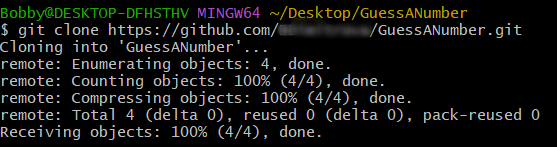 Bobby@DESKTOP-DFHSTHV MINGW64 ~/Desktop/GuessANumber
$ git clone https://github.com/ /GuessANumber.git
Cloning into 'GuessANumber'...
remote: Enumerating objects: 4, done.
remote: Counting objects: 100% (4/4), done.
remote: Compressing objects: 100% (4/4), done.
remote: Total 4 (delta 0), reused 0 (delta 0), pack-reused 0
Receiving objects: 100% (4/4), done.